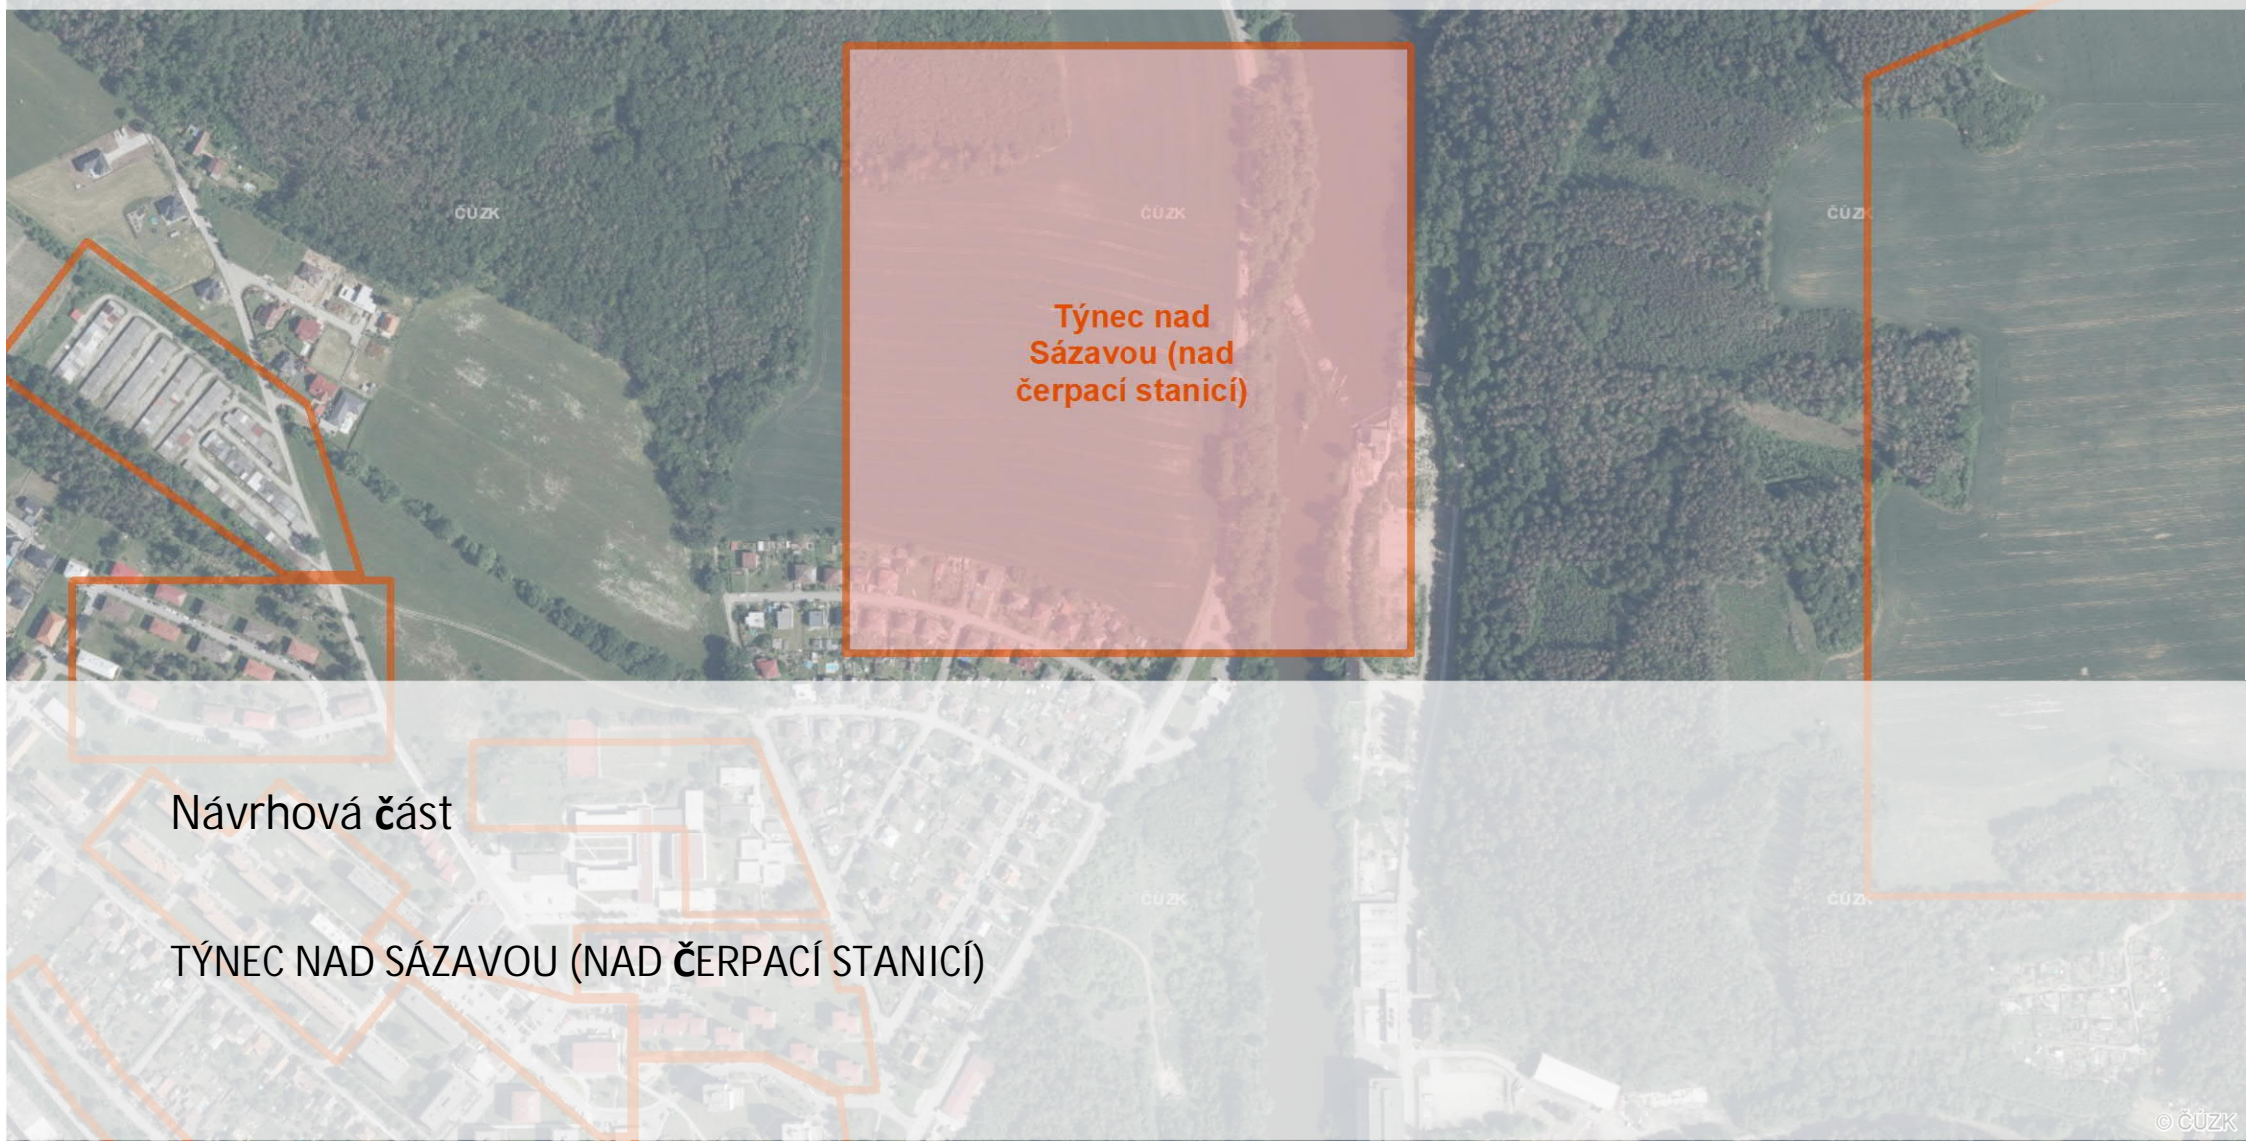 ČÚZK
ČÚZK
ČÚZK
Týnec nad
Sázavou (nad
čerpací stanicí)
Návrhová část
ČÚZK
ČÚZK
TÝNEC NAD SÁZAVOU (NAD ČERPACÍ STANICÍ)
© ČÚZK